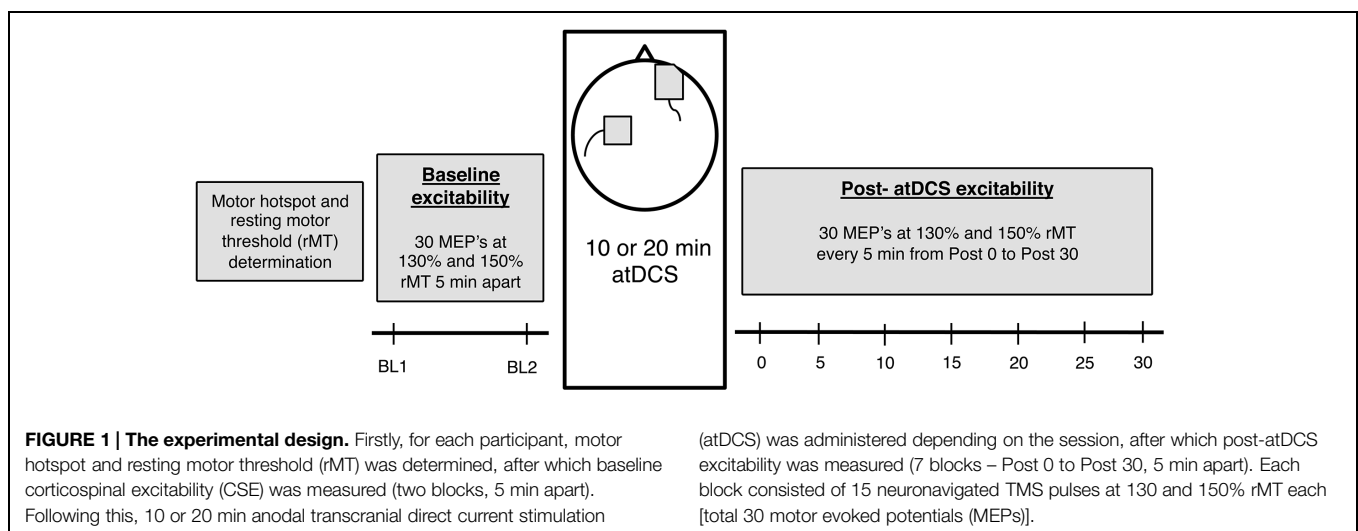 Motor hotspot and
resting motor
threshold (rMT)
determination
Baseline
excitability
30 MEP's at
130% and 150%
rMT 5 min apart
BL1
BL2
10 or 20 min
atDCS
Post- atDCS excitability
30 MEP's at 130% and 150% rMT
every 5 min from Post 0 to Post 30
0 5 10 15 20 25 30
FIGURE 1 | The experimental design. Firstly, for each participant, motor
hotspot and resting motor threshold (rMT) was determined, after which baseline
corticospinal excitability (CSE) was measured (two blocks, 5 min apart).
Following this, 10 or 20 min anodal transcranial direct current stimulation
(atDCS) was administered depending on the session, after which post-atDCS
excitability was measured (7 blocks – Post 0 to Post 30, 5 min apart). Each
block consisted of 15 neuronavigated TMS pulses at 130 and 150% rMT each
[total 30 motor evoked potentials (MEPs)].